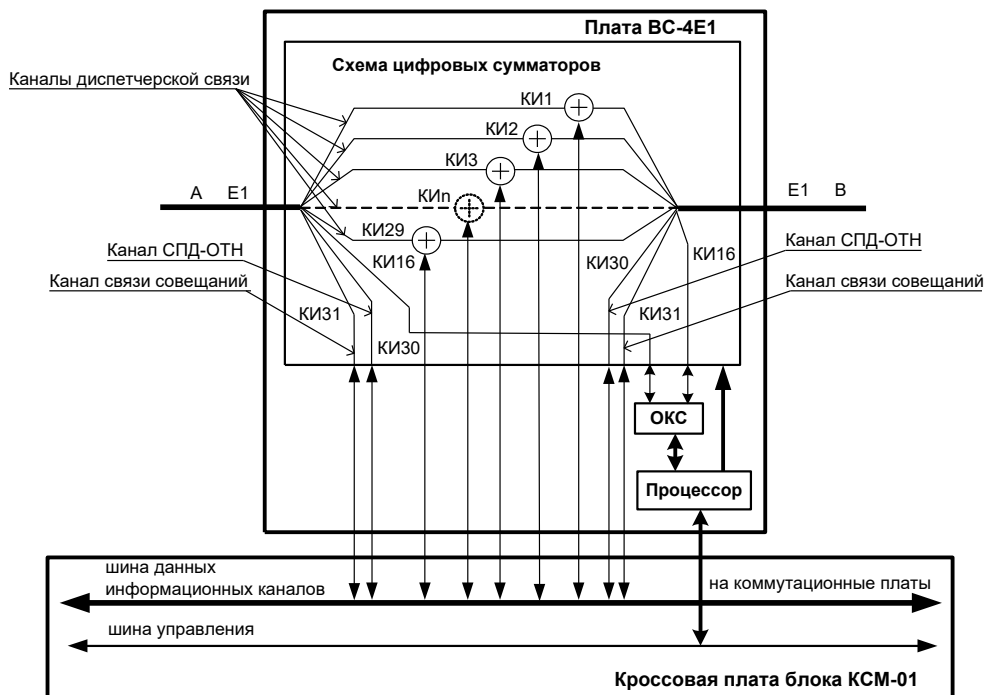 Плата ВС-4Е1
Схема цифровых сумматоров
Каналы диспетчерской связи
КИ1
КИ2
КИ3
КИn
А Е1
Е1 В
КИ29
КИ16
Канал СПД-ОТН
Канал связи совещаний
КИ31
КИ30
КИ30
КИ31
КИ16
Канал СПД-ОТН
Канал связи совещаний
ОКС
Процессор
шина данных
информационных каналов
на коммутационные платы
шина управления
Кроссовая плата блока КСМ-01